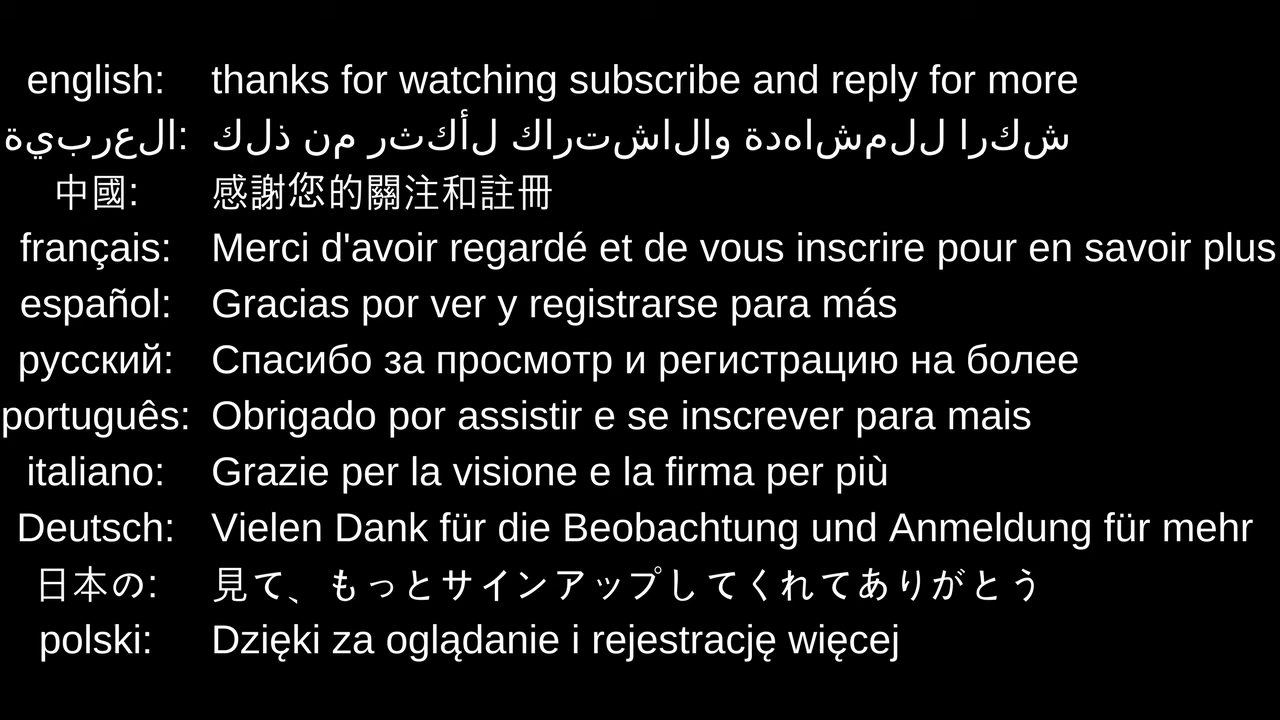 english: thanks for watching subscribe and reply for more
العربية: شكرا للمشاهدة والاشتراك لأكثر من ذلك
中國: 感謝您的關注和註冊
français: Merci d'avoir regardé et de vous inscrire pour en savoir plus
español: Gracias por ver y registrarse para más
русский: Спасибо за просмотр и регистрацию на более
português: Obrigado por assistir e se inscrever para mais
italiano: Grazie per la visione e la firma per più
Deutsch: Vielen Dank für die Beobachtung und Anmeldung für mehr
日本の: 見て、もっとサインアップしてくれてありがとう
polski: Dzięki za oglądanie i rejestrację więcej